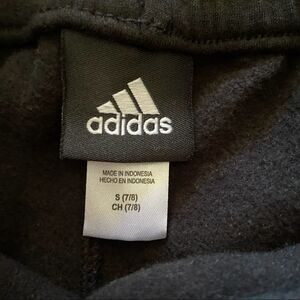 adidas
MADE IN INDONESIA
HECHO EN INDONESIA
S (7/8)
CH (7/8)